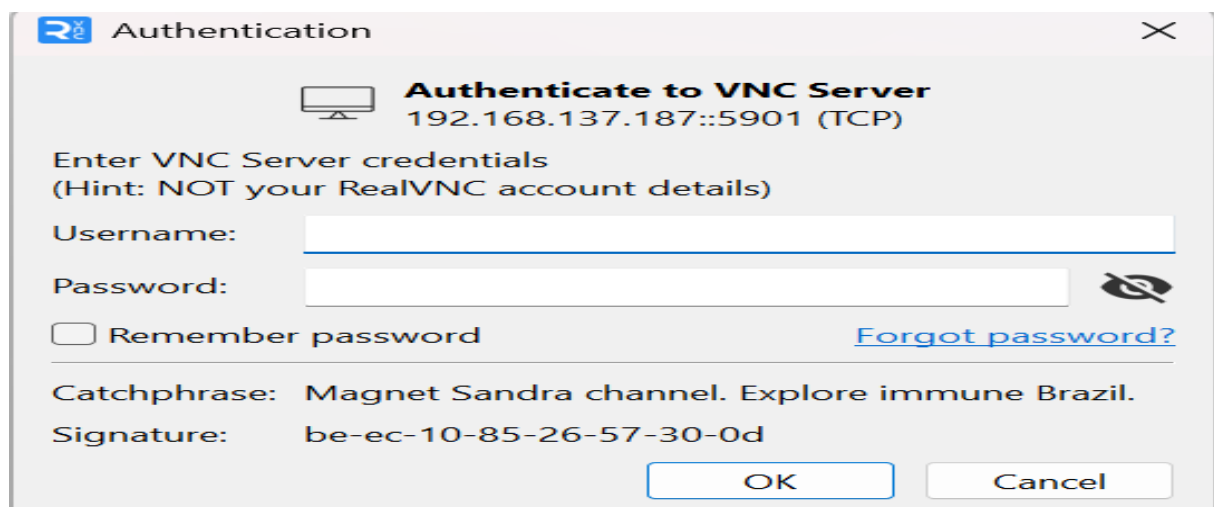 Authentication
Authenticate to VNC Server
192.168.137.187::5901 (TCP)
Enter VNC Server credentials
(Hint: NOT your RealVNC account details)
Username:
Password:
Remember password Forgot password?
Catchphrase: Magnet Sandra channel. Explore immune Brazil.
Signature: be-ec-10-85-26-57-30-0d
OK Cancel